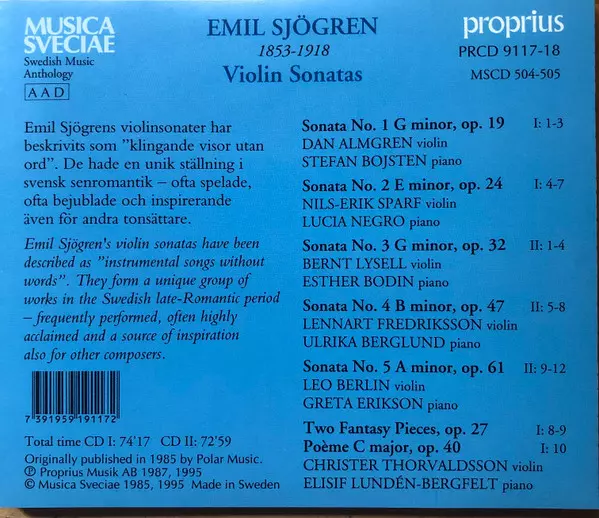 MUSICA
SVECIAE
Swedish Music
Anthology
AAD
EMIL SJÖGREN
1853-1918
Violin Sonatas
proprius
PRCD 9117-18
MSCD 504-505
Emil Sjögrens violinsonater har
beskrivits som ”klingande visor utan
ord”. De hade en unik ställning i
svensk senromantik – ofta spelade,
ofta bejublade och inspirerande
även för andra tonsättare.
Emil Sjögren's violin sonatas have been
described as ”instrumental songs without
words”. They form a unique group of
works in the Swedish late-Romantic period
– frequently performed, often highly
acclaimed and a source of inspiration
also for other composers.
7 391959 191172
Total time CD I: 74'17 CD II: 72'59
Originally published in 1985 by Polar Music.
℗ Proprius Musik AB 1987, 1995
© Musica Sveciae 1985, 1995 Made in Sweden
Sonata No. 1 G minor, op. 19 I: 1-3
DAN ALMGREN violin
STEFAN BOJSTEN piano
Sonata No. 2 E minor, op. 24 I: 4-7
NILS-ERIK SPARF violin
LUCIA NEGRO piano
Sonata No. 3 G minor, op. 32 II: 1-4
BERNT LYSELL violin
ESTHER BODIN piano
Sonata No. 4 B minor, op. 47 II: 5-8
LENNART FREDRIKSSON violin
ULRIKA BERGLUND piano
Sonata No. 5 A minor, op. 61 II: 9-12
LEO BERLIN violin
GRETA ERIKSON piano
Two Fantasy Pieces, op. 27 I: 8-9
Poème C major, op. 40 I: 10
CHRISTER THORVALDSSON violin
ELISIF LUNDÉN-BERGFELT piano